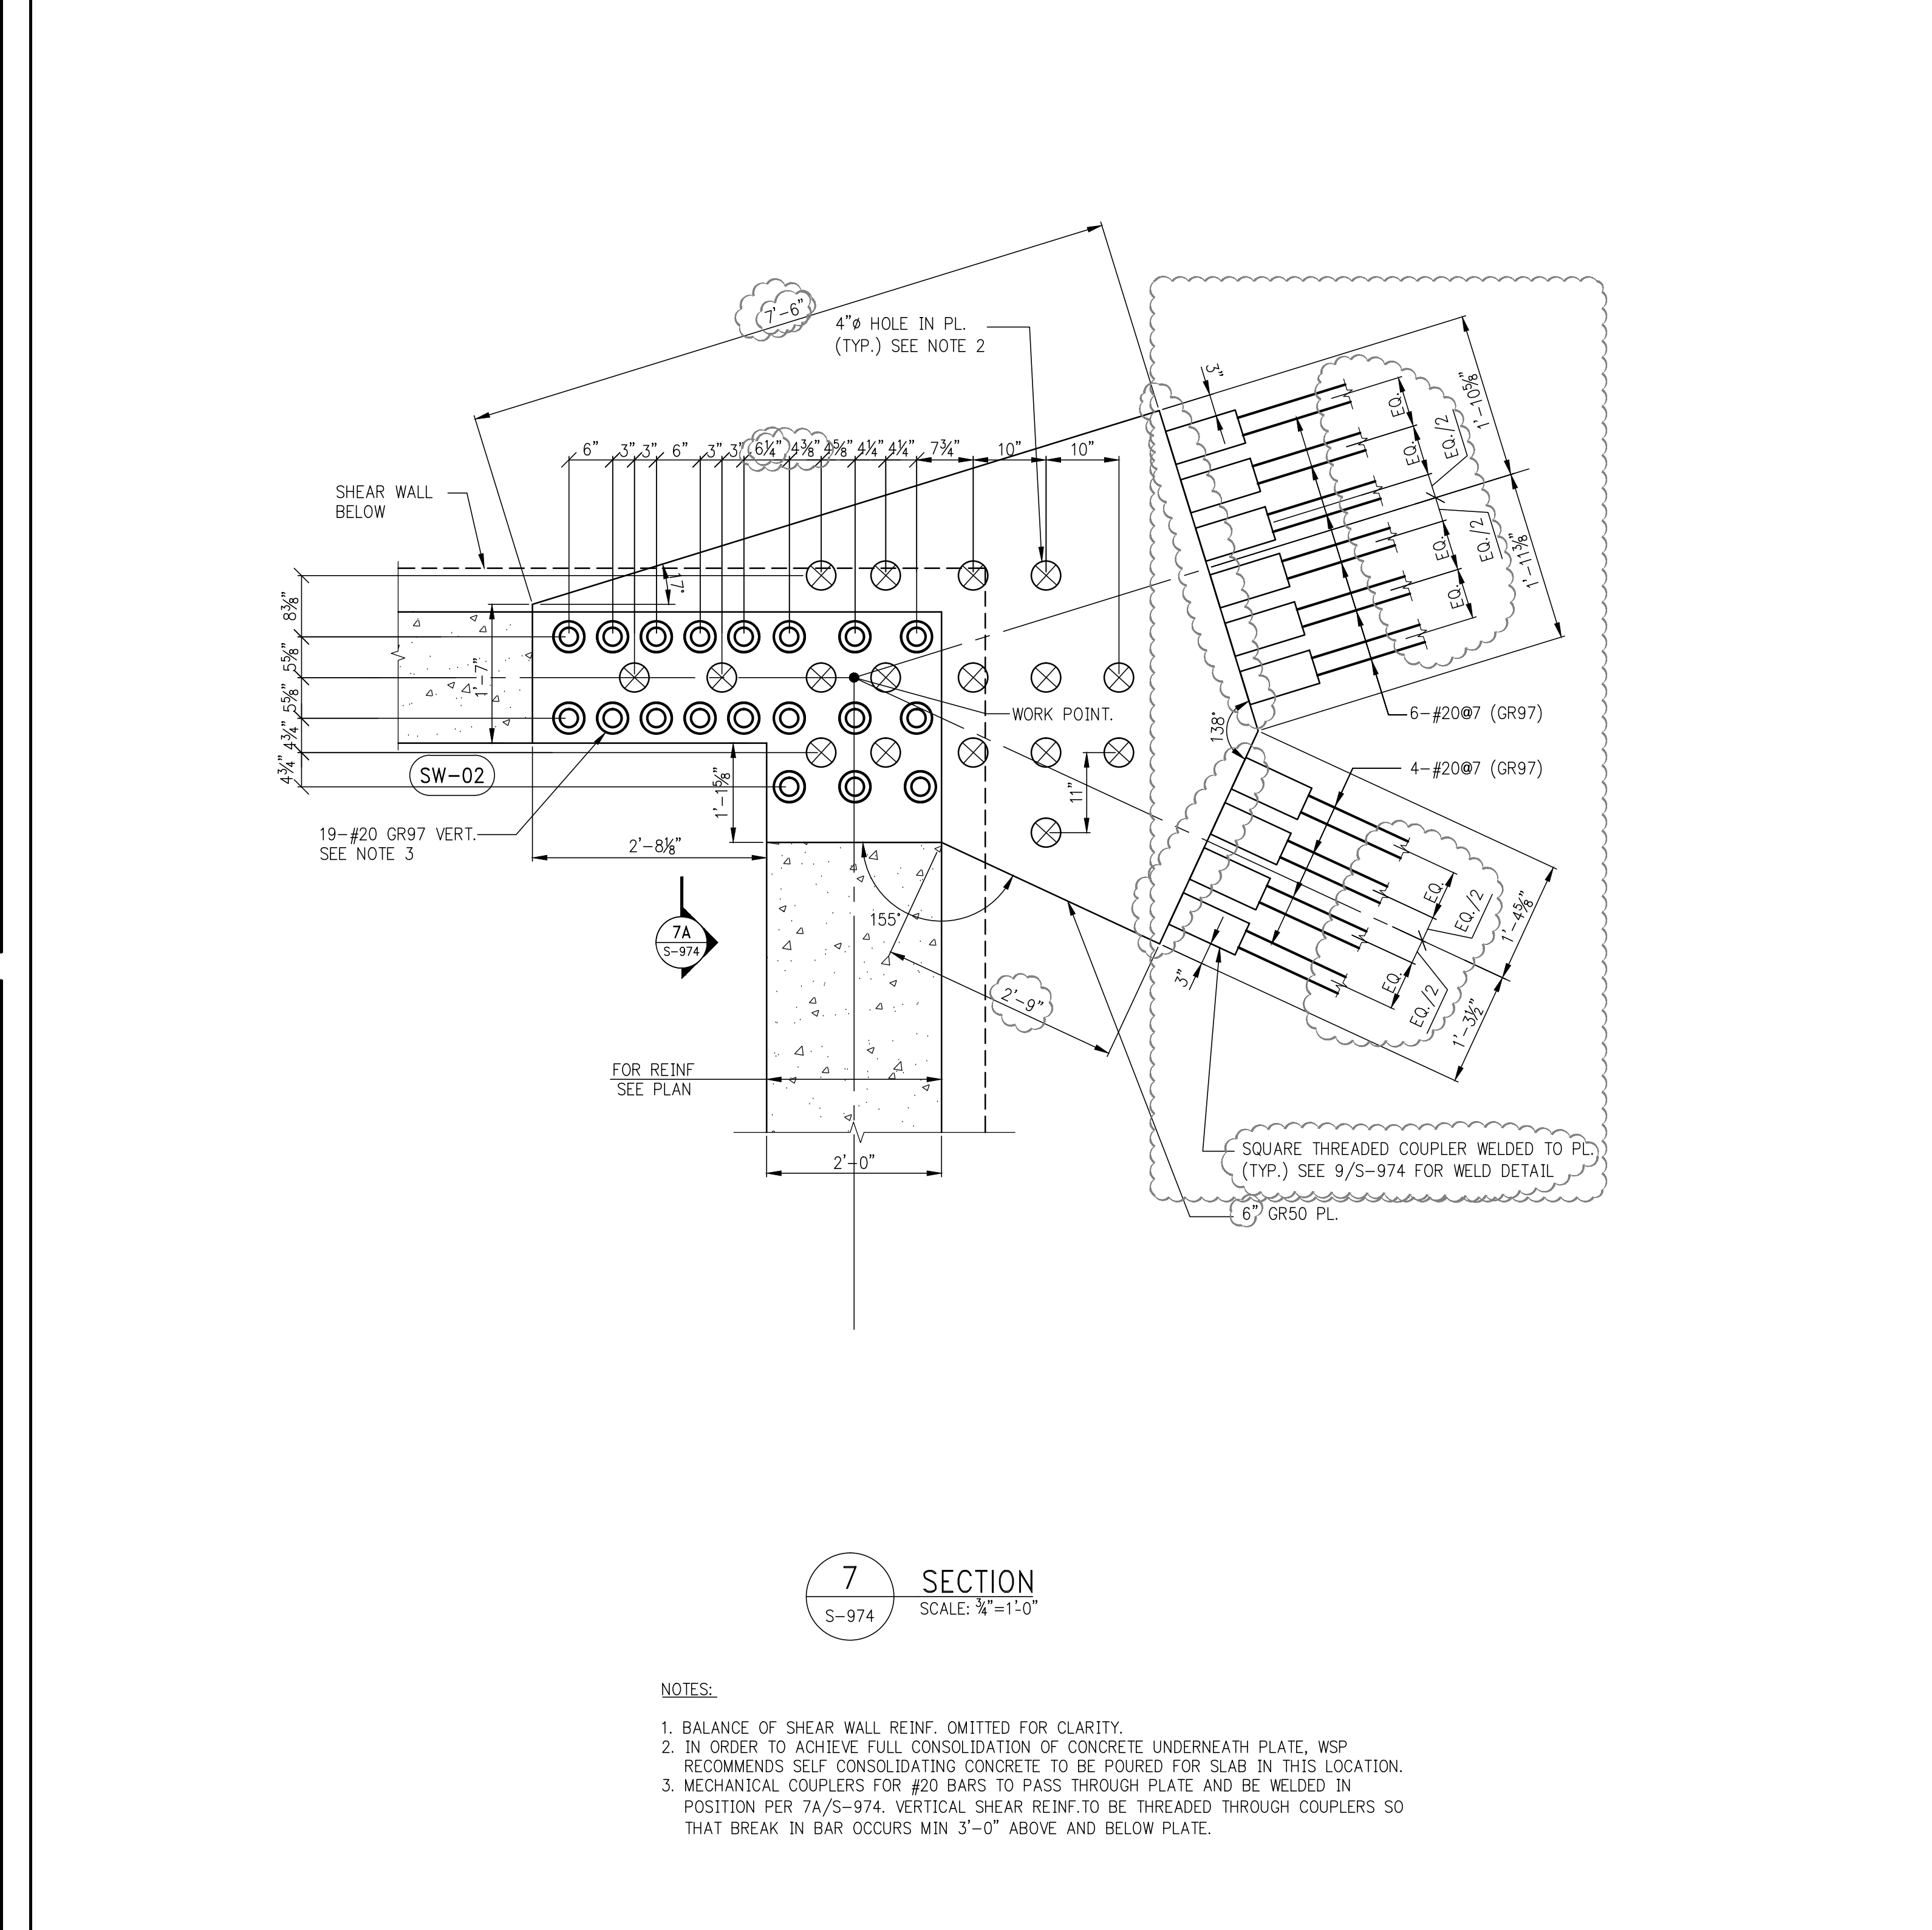 7'-6"
4"ø HOLE IN PL.
(TYP.) SEE NOTE 2
3"
1'-10⅝"
EQ.
EQ.
EQ./2
EQ./2
EQ.
EQ.
1'-1⅜"
6" 3" 3" 6" 3" 3" 6¼" 4⅜" 4⅝" 4¼" 4¼" 7¾" 10" 10"
SHEAR WALL
BELOW
17°
8⅜"
5⅝"
5⅝"
4¾"
4¾"
1'-7"
WORK POINT.
138°
6-#20@7 (GR97)
4-#20@7 (GR97)
SW-02
1'-1⅝"
11"
19-#20 GR97 VERT.
SEE NOTE 3
2'-8⅛"
7A
S-974
155°
2'-9"
3"
EQ.
EQ./2
EQ.
EQ./2
1'-4⅝"
1'-3½"
FOR REINF
SEE PLAN
2'-0"
SQUARE THREADED COUPLER WELDED TO PL.
(TYP.) SEE 9/S-974 FOR WELD DETAIL
6" GR50 PL.
7
S-974
SECTION
SCALE: ¾"=1'-0"
NOTES:
1. BALANCE OF SHEAR WALL REINF. OMITTED FOR CLARITY.
2. IN ORDER TO ACHIEVE FULL CONSOLIDATION OF CONCRETE UNDERNEATH PLATE, WSP
RECOMMENDS SELF CONSOLIDATING CONCRETE TO BE POURED FOR SLAB IN THIS LOCATION.
3. MECHANICAL COUPLERS FOR #20 BARS TO PASS THROUGH PLATE AND BE WELDED IN
POSITION PER 7A/S-974. VERTICAL SHEAR REINF.TO BE THREADED THROUGH COUPLERS SO
THAT BREAK IN BAR OCCURS MIN 3'-0" ABOVE AND BELOW PLATE.